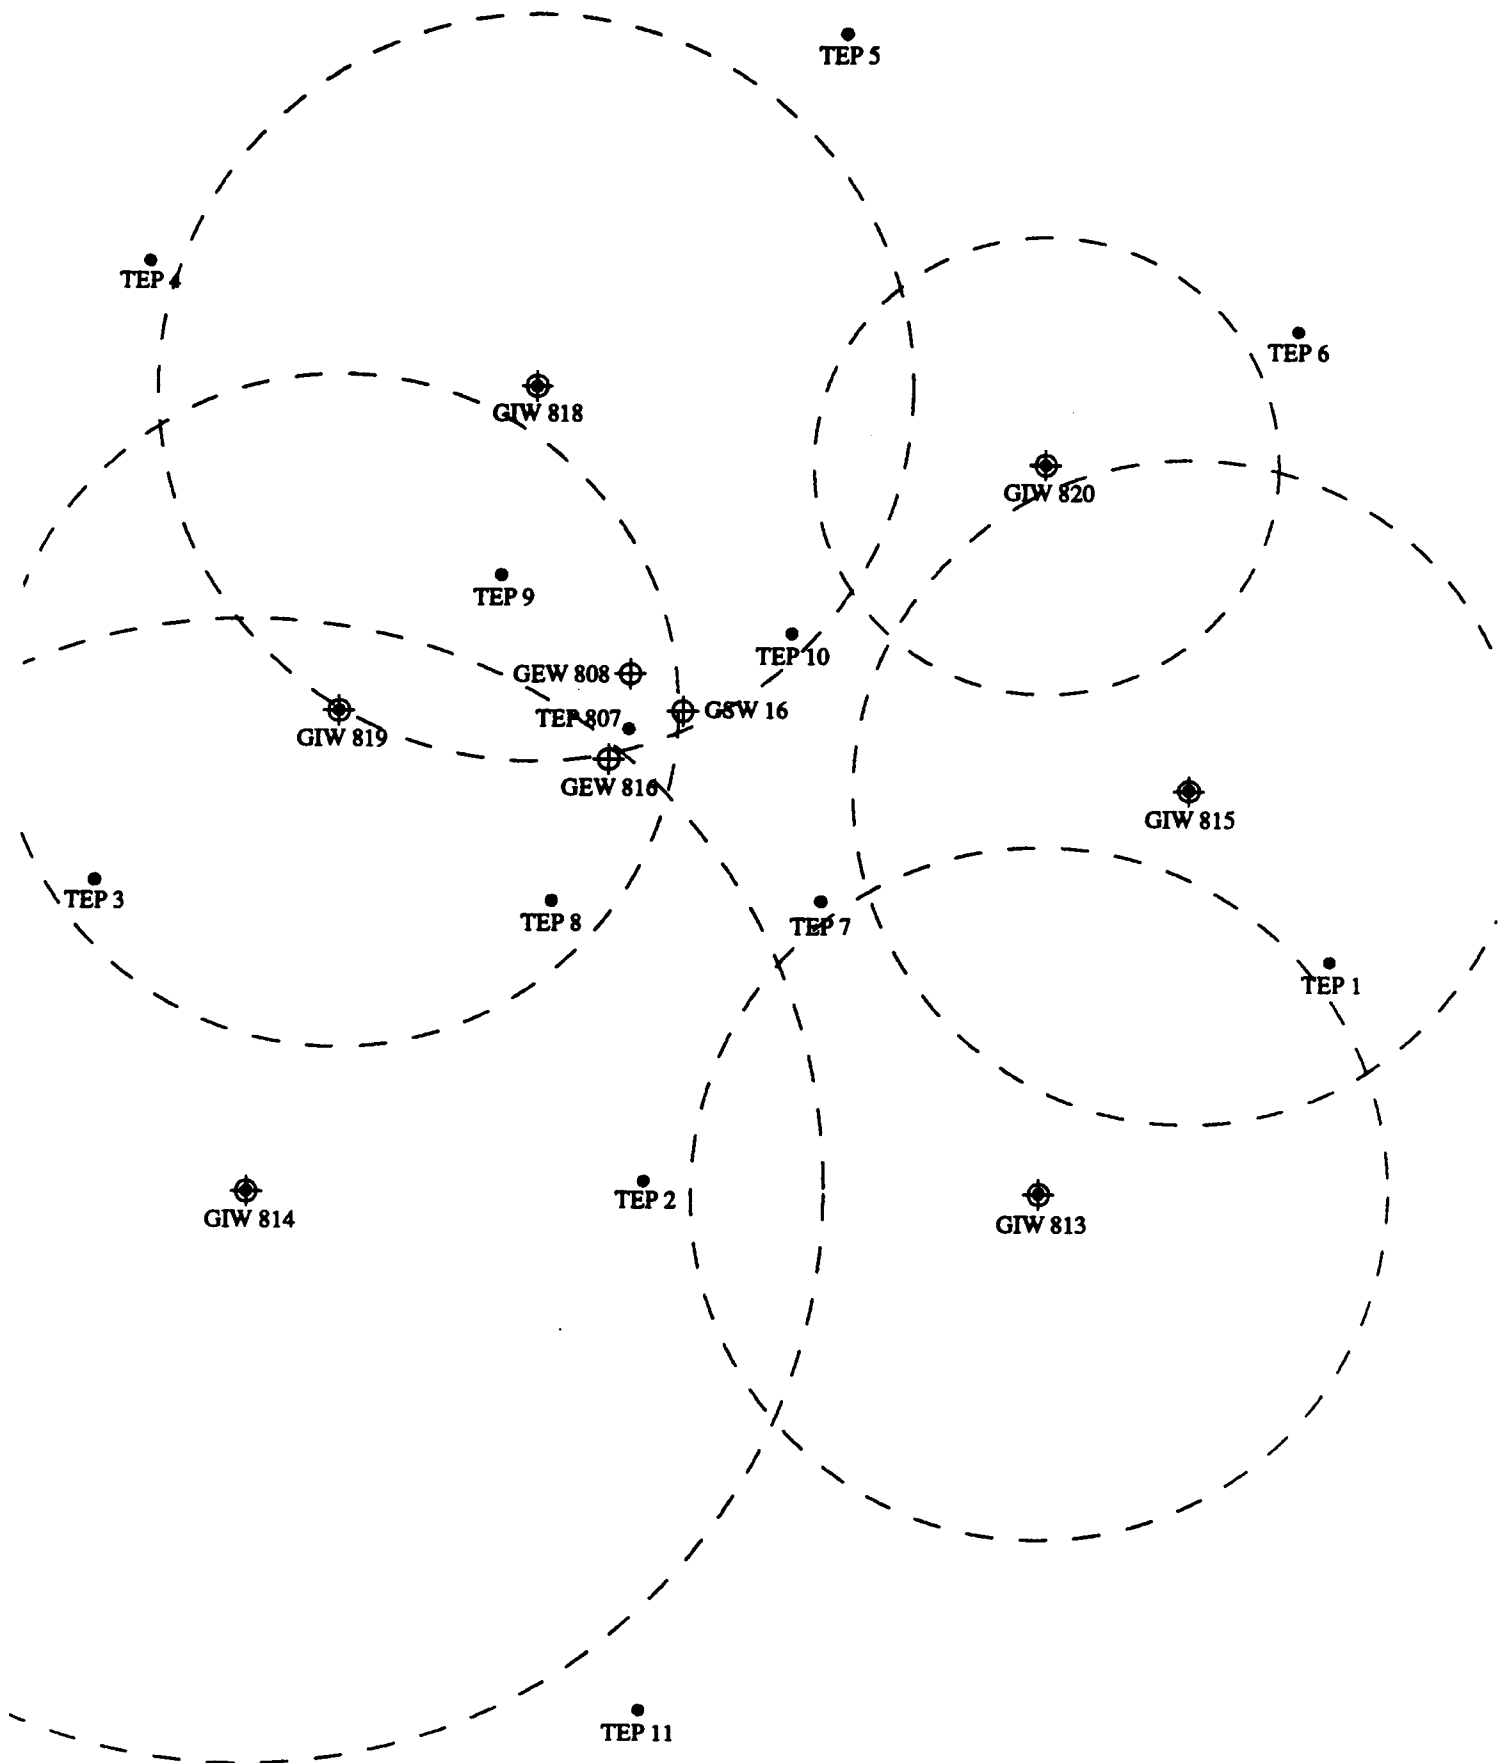 TEP 5
TEP 4
TEP 6
GIW 818
GIW 820
TEP 9
TEP 10
GEW 808
GSW 16
TEP 807
GIW 819
GEW 816
GIW 815
TEP 3
TEP 8
TEP 7
TEP 1
TEP 2
GIW 814
GIW 813
TEP 11